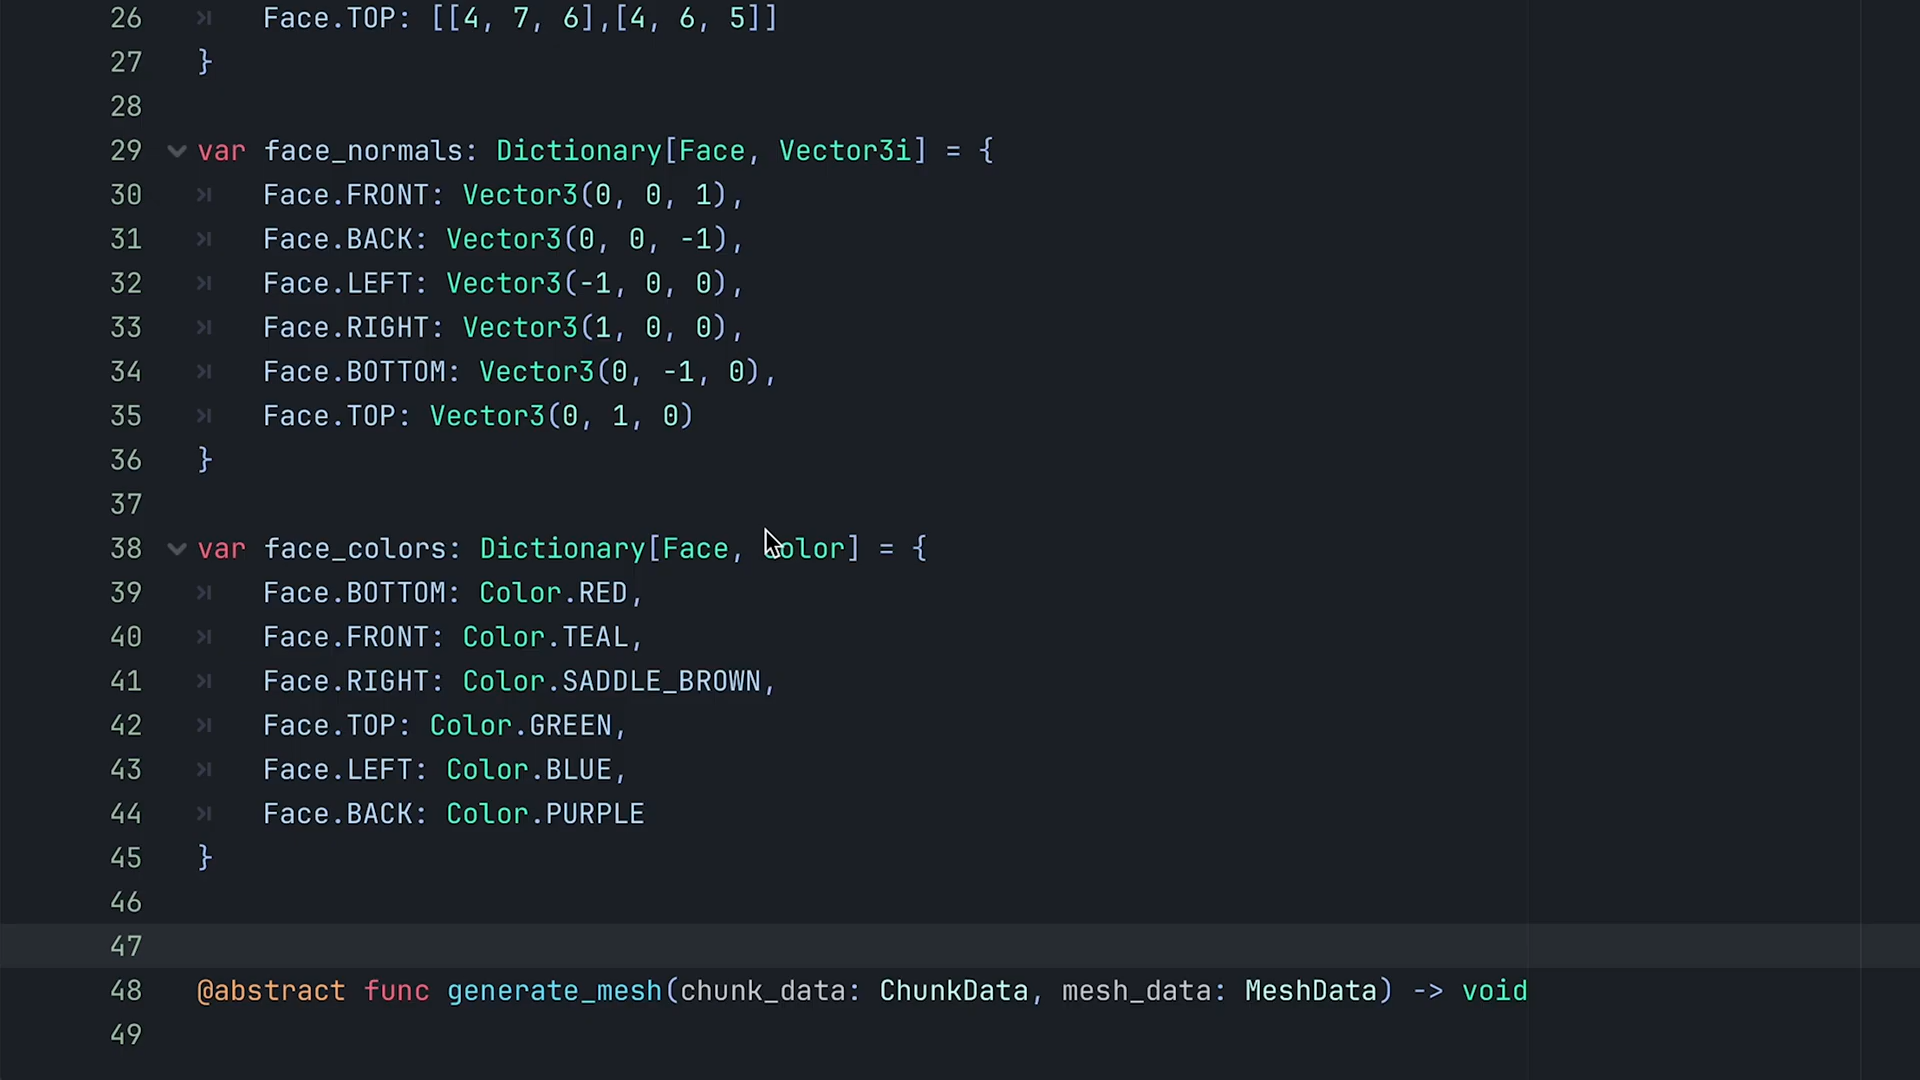 26 Face.TOP: [[4, 7, 6],[4, 6, 5]]
27 }
28
29 var face_normals: Dictionary[Face, Vector3i] = {
30 Face.FRONT: Vector3(0, 0, 1),
31 Face.BACK: Vector3(0, 0, -1),
32 Face.LEFT: Vector3(-1, 0, 0),
33 Face.RIGHT: Vector3(1, 0, 0),
34 Face.BOTTOM: Vector3(0, -1, 0),
35 Face.TOP: Vector3(0, 1, 0)
36 }
37
38 var face_colors: Dictionary[Face, Color] = {
39 Face.BOTTOM: Color.RED,
40 Face.FRONT: Color.TEAL,
41 Face.RIGHT: Color.SADDLE_BROWN,
42 Face.TOP: Color.GREEN,
43 Face.LEFT: Color.BLUE,
44 Face.BACK: Color.PURPLE
45 }
46
47
48 @abstract func generate_mesh(chunk_data: ChunkData, mesh_data: MeshData) -> void
49